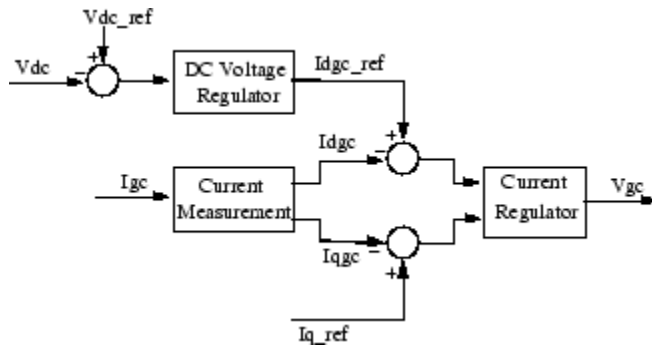 Vdc_ref
+
Vdc
−
DC Voltage
Regulator
Idgc_ref
+
−
Idgc
Igc
Current
Measurement
Current
Regulator
Vgc
Iqgc
−
+
Iq_ref